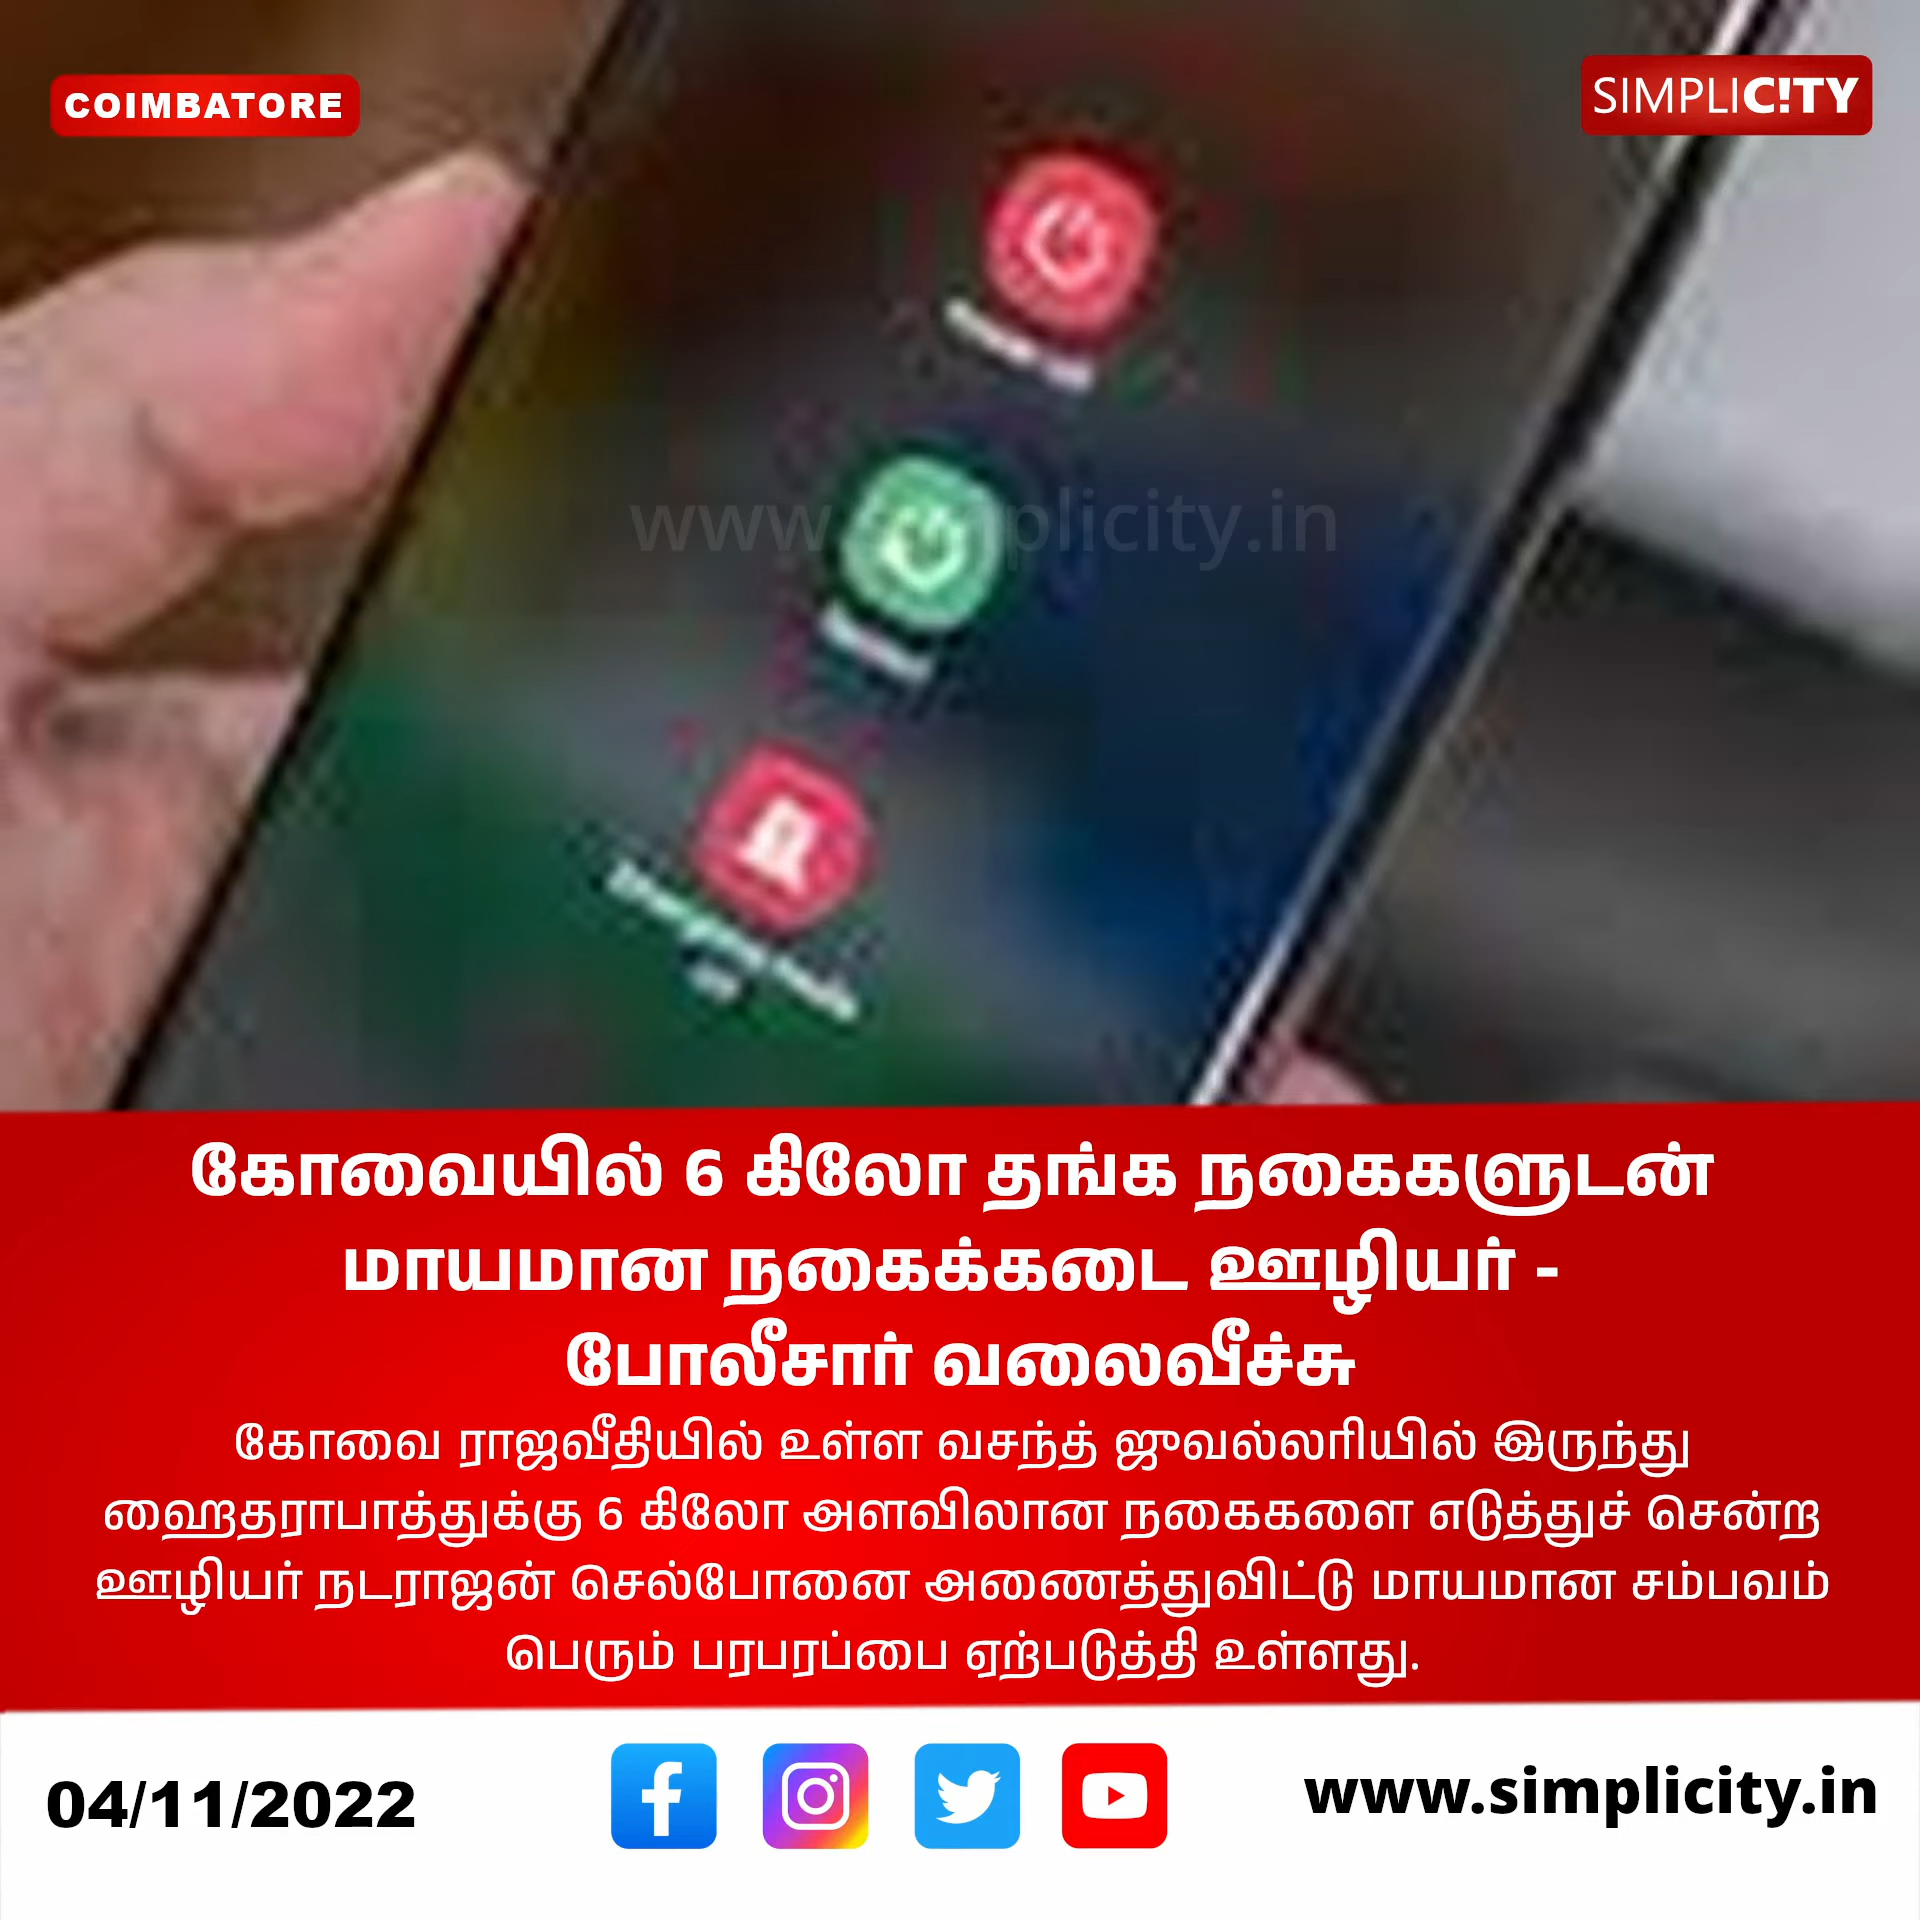 COIMBATORE
SIMPLIC!TY
www.simplicity.in
கோவையில் 6 கிலோ தங்க நகைகளுடன்
மாயமான நகைக்கடை ஊழியர் -
போலீசார் வலைவீச்சு
கோவை ராஜவீதியில் உள்ள வசந்த் ஜுவல்லரியில் இருந்து
ஹைதராபாத்துக்கு 6 கிலோ அளவிலான நகைகளை எடுத்துச் சென்ற
ஊழியர் நடராஜன் செல்போனை அணைத்துவிட்டு மாயமான சம்பவம்
பெரும் பரபரப்பை ஏற்படுத்தி உள்ளது.
04/11/2022
www.simplicity.in